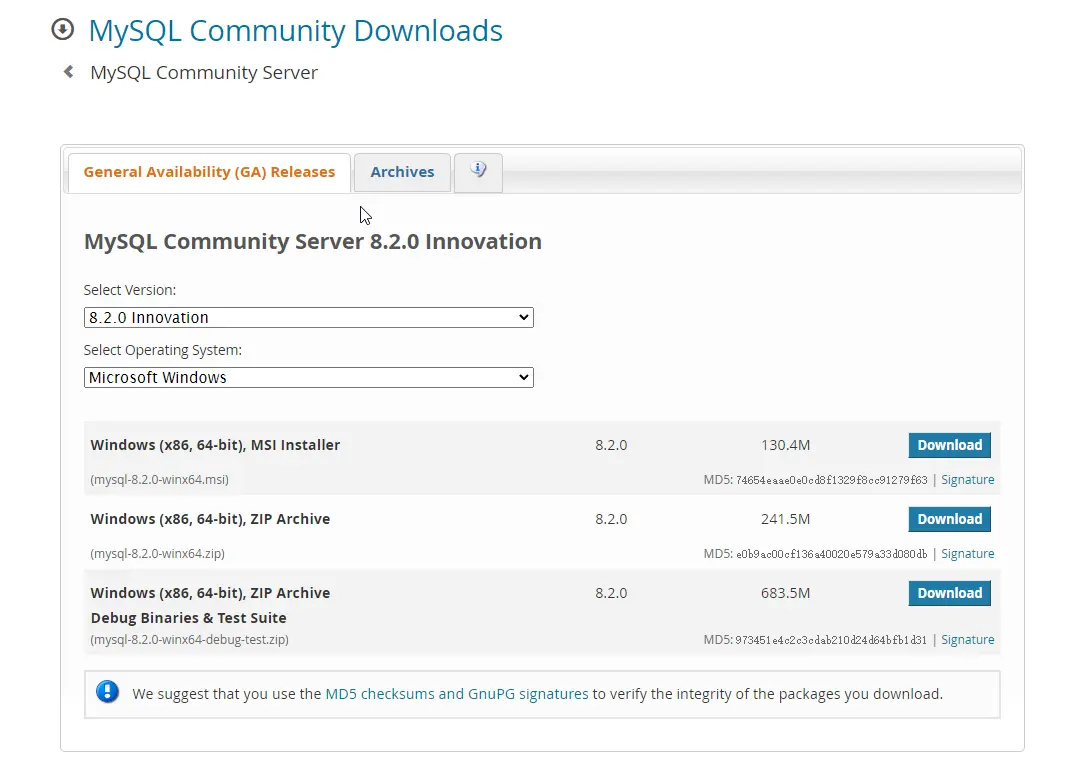 MySQL Community Downloads
MySQL Community Server
General Availability (GA) Releases Archives
MySQL Community Server 8.2.0 Innovation
Select Version:
8.2.0 Innovation
Select Operating System:
Microsoft Windows
Windows (x86, 64-bit), MSI Installer 8.2.0 130.4M Download
(mysql-8.2.0-winx64.msi) MD5: 74654eaae0e0cd8f1329f8cc91279f63 | Signature
Windows (x86, 64-bit), ZIP Archive 8.2.0 241.5M Download
(mysql-8.2.0-winx64.zip) MD5: e0b9ac00cf136a40020e579a33d080db | Signature
Windows (x86, 64-bit), ZIP Archive 8.2.0 683.5M Download
Debug Binaries & Test Suite
(mysql-8.2.0-winx64-debug-test.zip) MD5: 973451e4c2c3cdab210d24d64bfb1d31 | Signature
We suggest that you use the MD5 checksums and GnuPG signatures to verify the integrity of the packages you download.